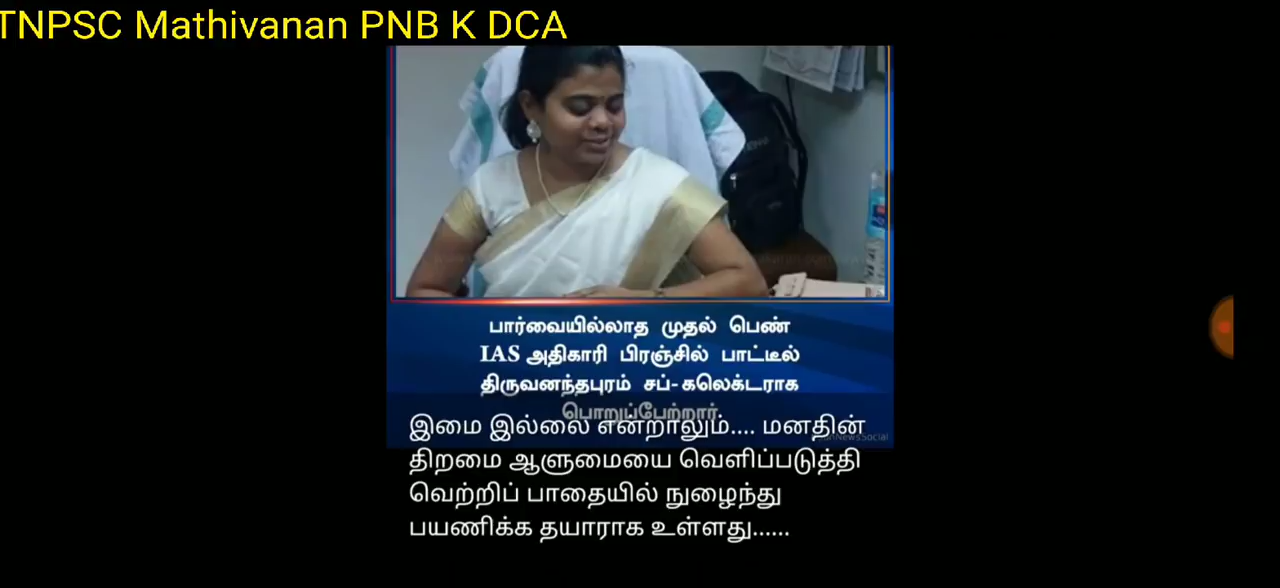 TNPSC Mathivanan PNB K DCA
பார்வையில்லாத முதல் பெண்
IAS அதிகாரி பிரஞ்சில் பாட்டீல்
திருவனந்தபுரம் சப்-கலெக்டராக
பொறுப்பேற்றார்
இமை இல்லை என்றாலும்.... மனதின்
திறமை ஆளுமையை வெளிப்படுத்தி
வெற்றிப் பாதையில் நுழைந்து
பயணிக்க தயாராக உள்ளது......